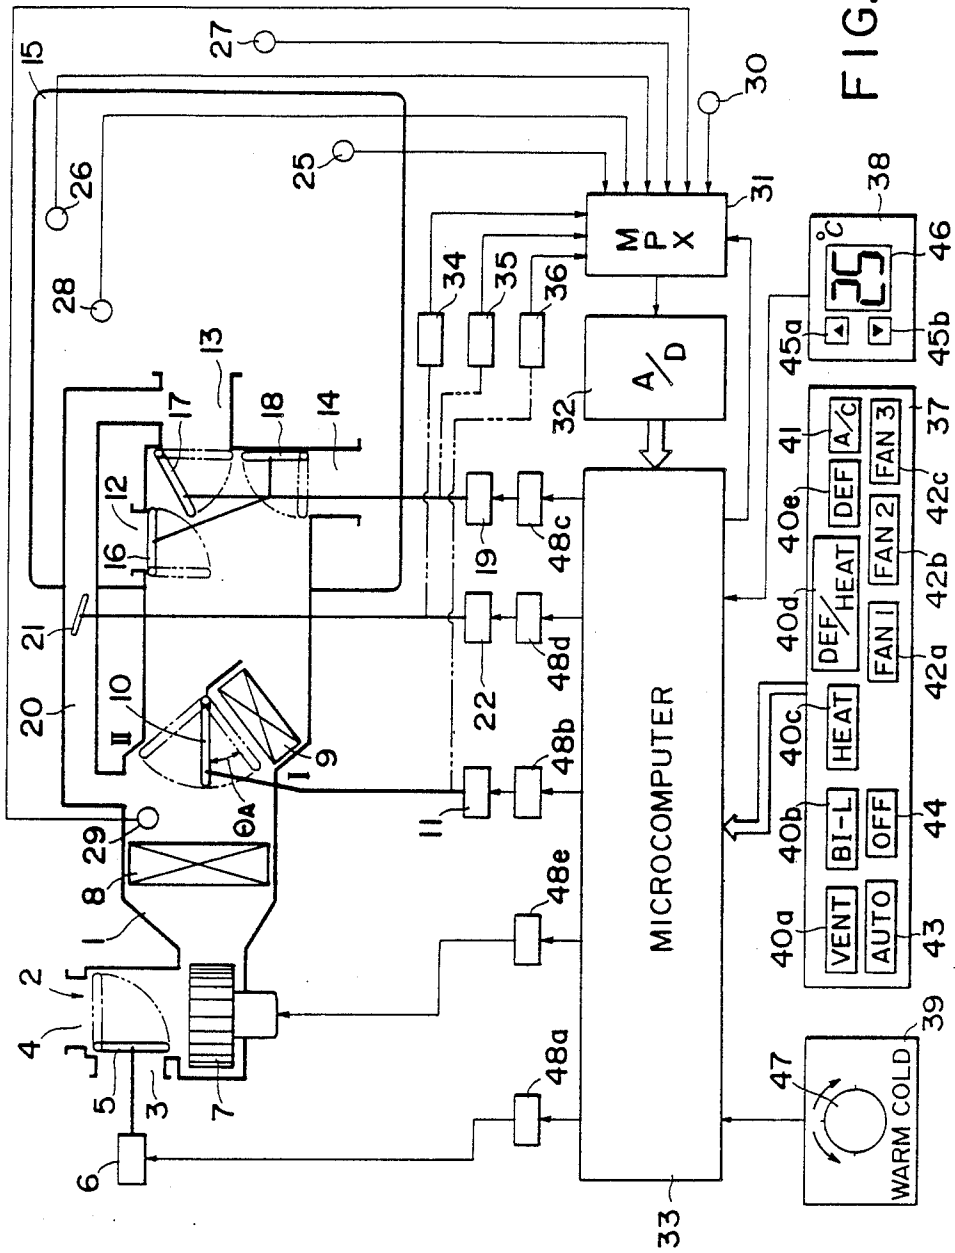 4
2
1
8
29
20
II
21
15
26
28
27
5
3
7
6
θA
10
I
9
16
12
17
13
18
14
25
30
11
22
19
34
35
36
48a
48e
48b
48d
48c
32
A/D
MPX
31
33
MICROCOMPUTER
47
WARM COLD
39
40a
40b
40c
40d
40e
41
VENT
BI-L
HEAT
DEF/HEAT
DEF
A/C
AUTO
OFF
FAN 1
FAN 2
FAN 3
43
44
42a
42b
42c
37
45a
45b
25
°C
46
38
FIG.